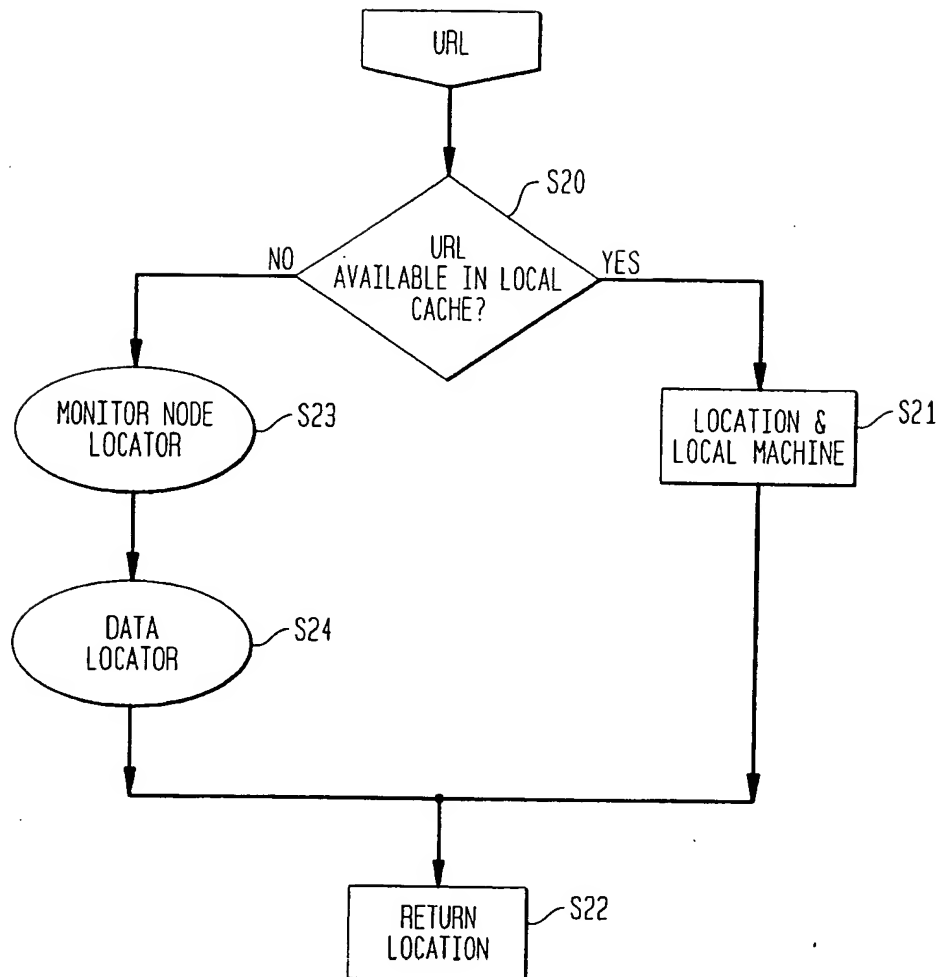 URL
S20
URL
AVAILABLE IN LOCAL
CACHE?
NO
YES
MONITOR NODE
LOCATOR
S23
LOCATION &
LOCAL MACHINE
S21
DATA
LOCATOR
S24
RETURN
LOCATION
S22